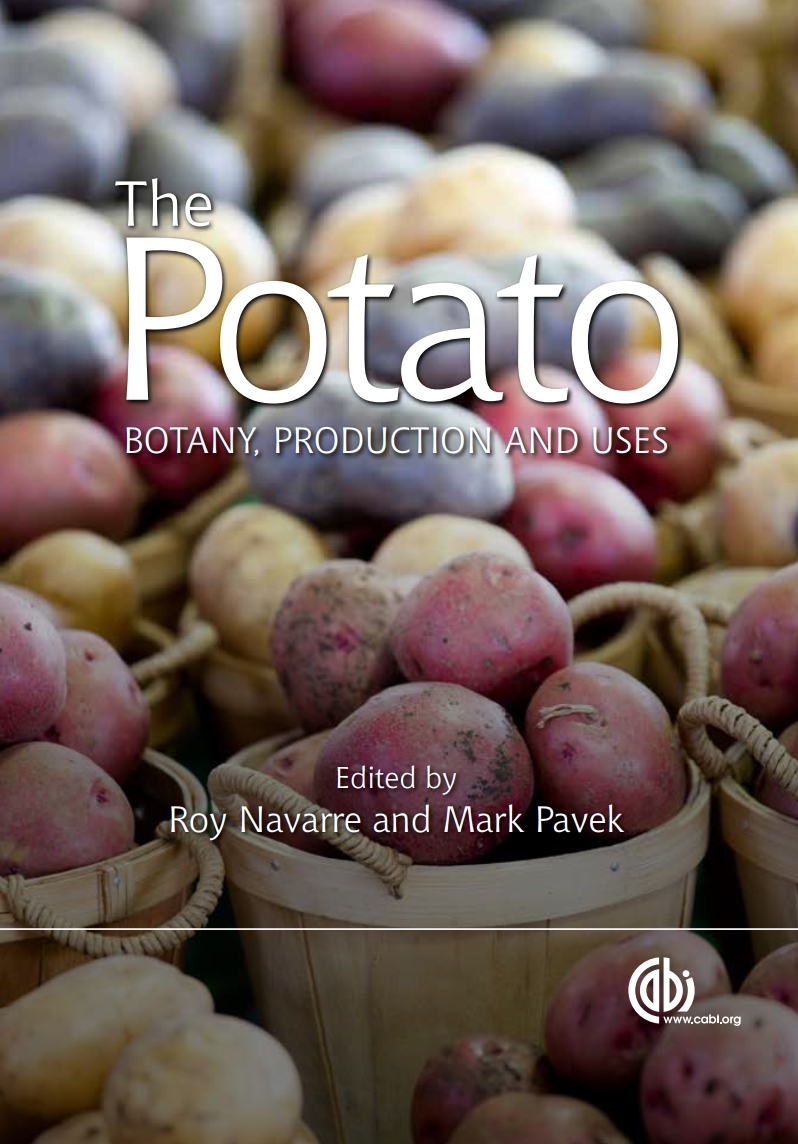 The
Potato
BOTANY, PRODUCTION AND USES
Edited by
Roy Navarre and Mark Pavek
cabi
www.cabi.org